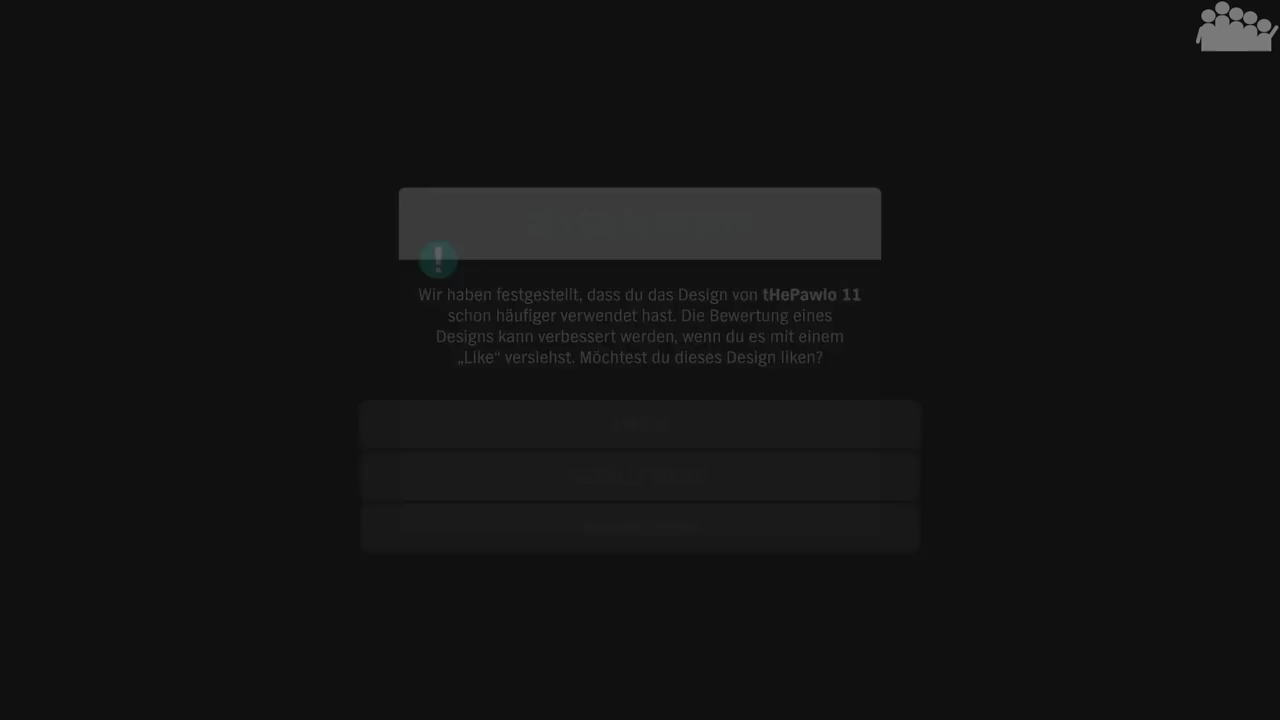 !
Wir haben festgestellt, dass du das Design von tHePawlo 11
schon häufiger verwendet hast. Die Bewertung eines
Designs kann verbessert werden, wenn du es mit einem
„Like“ versiehst. Möchtest du dieses Design liken?